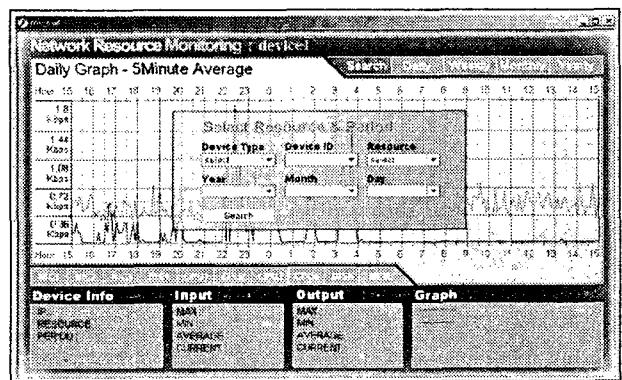 Network Resource Monitoring : device1
Daily Graph - 5Minute Average
Search Daily Weekly Monthly Yearly
Hour 15 16 17 18 19 20 21 22 23 0 1 2 3 4 5 6 7 8 9 10 11 12 13 14 15
1.8 Kbps
1.44 Kbps
1.08 Kbps
0.72 Kbps
0.36 Kbps
Select Resource & Period
Device Type Device ID Resource
select select
Year Month Day
Search
Hour 15 16 17 18 19 20 21 22 23 0 1 2 3 4 5 6 7 8 9 10 11 12 13 14 15
Device Info Input Output Graph
IP MAX MAX
RESOURCE MIN MIN
PERIOD AVERAGE AVERAGE
CURRENT CURRENT